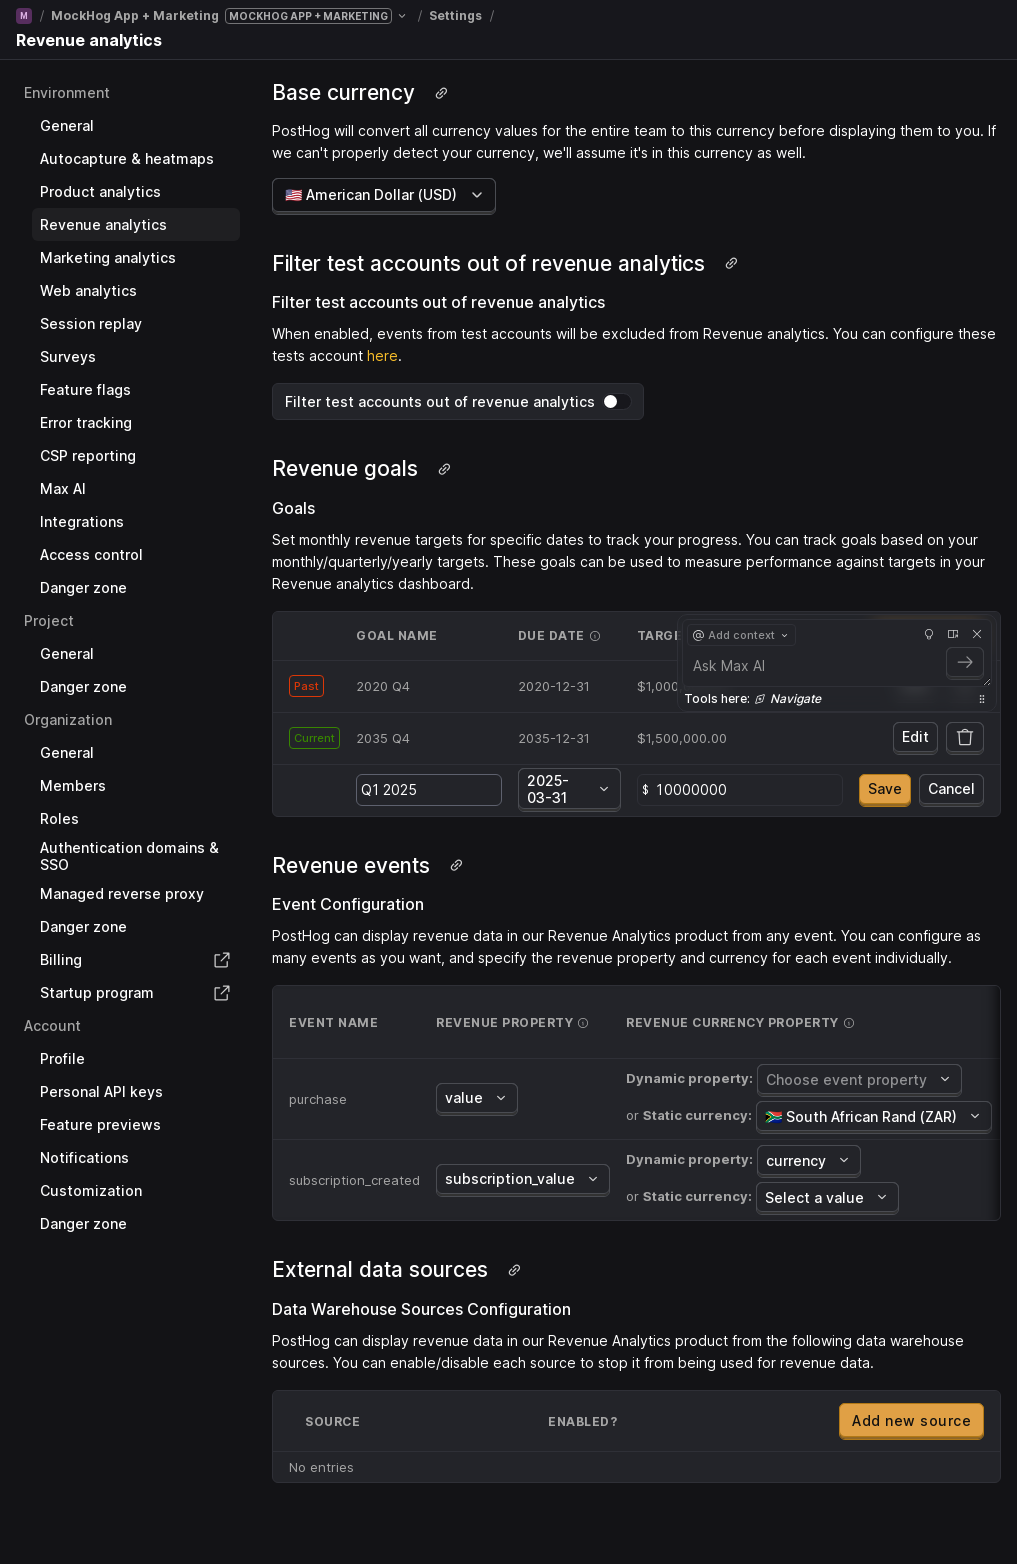 M / MockHog App + Marketing MOCKHOG APP + MARKETING / Settings /
Revenue analytics
Environment
General
Autocapture & heatmaps
Product analytics
Revenue analytics
Marketing analytics
Web analytics
Session replay
Surveys
Feature flags
Error tracking
CSP reporting
Max AI
Integrations
Access control
Danger zone
Project
General
Danger zone
Organization
General
Members
Roles
Authentication domains &
SSO
Managed reverse proxy
Danger zone
Billing
Startup program
Account
Profile
Personal API keys
Feature previews
Notifications
Customization
Danger zone
Base currency
PostHog will convert all currency values for the entire team to this currency before displaying them to you. If
we can't properly detect your currency, we'll assume it's in this currency as well.
🇺🇸 American Dollar (USD)
Filter test accounts out of revenue analytics
Filter test accounts out of revenue analytics
When enabled, events from test accounts will be excluded from Revenue analytics. You can configure these
tests account here.
Filter test accounts out of revenue analytics
Revenue goals
Goals
Set monthly revenue targets for specific dates to track your progress. You can track goals based on your
monthly/quarterly/yearly targets. These goals can be used to measure performance against targets in your
Revenue analytics dashboard.
GOAL NAME DUE DATE TARGE
@ Add context
Ask Max AI
Tools here: Navigate
Past 2020 Q4 2020-12-31 $1,000
Current 2035 Q4 2035-12-31 $1,500,000.00 Edit
Q1 2025 2025-
03-31 $ 10000000 Save Cancel
Revenue events
Event Configuration
PostHog can display revenue data in our Revenue Analytics product from any event. You can configure as
many events as you want, and specify the revenue property and currency for each event individually.
EVENT NAME REVENUE PROPERTY REVENUE CURRENCY PROPERTY
purchase value Dynamic property: Choose event property
or Static currency: 🇿🇦 South African Rand (ZAR)
subscription_created subscription_value Dynamic property: currency
or Static currency: Select a value
External data sources
Data Warehouse Sources Configuration
PostHog can display revenue data in our Revenue Analytics product from the following data warehouse
sources. You can enable/disable each source to stop it from being used for revenue data.
SOURCE ENABLED? Add new source
No entries